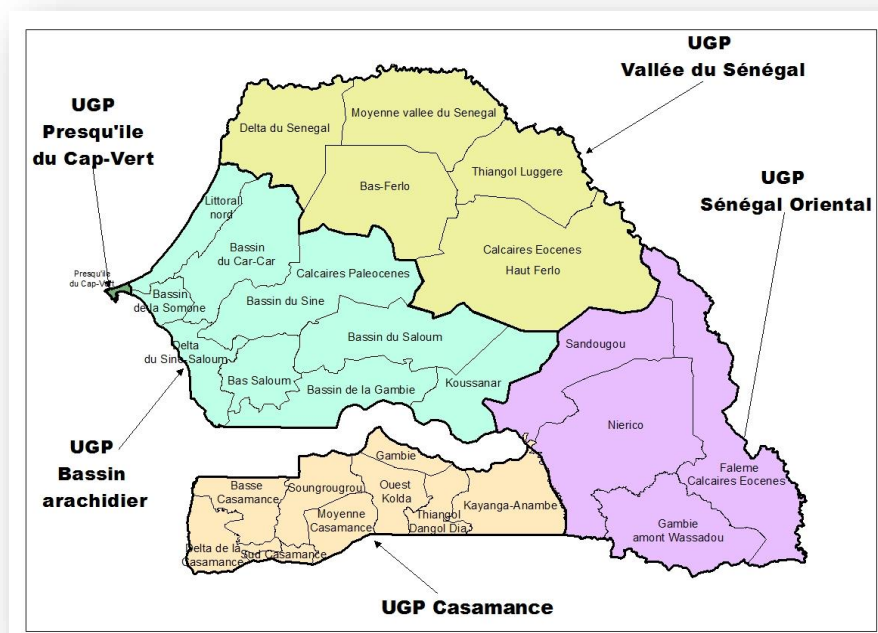 UGP
Vallée du Sénégal
UGP
Presqu'ile
du Cap-Vert
UGP
Sénégal Oriental
Delta du Senegal
Moyenne vallee du Senegal
Bas-Ferlo
Thiangol Luggere
Calcaires Eocenes
Haut Ferlo
Littoral
nord
Bassin
du Car-Car
Calcaires Paleocenes
Presqu'ile
du Cap-Vert
Bassin
de la Somone
Bassin du Sine
Delta
du Sine-Saloum
Bassin du Saloum
Bas Saloum
Bassin de la Gambie
Koussanar
Sandougou
Nierico
Faleme
Calcaires Eocenes
Gambie
amont Wassadou
UGP
Bassin
arachidier
Gambie
Basse
Casamance
Soungrougrou
Ouest
Kolda
Kayanga-Anambe
Moyenne
Casamance
Thiangol
Dangol Dia
Delta de la
Casamance
Sud Casamance
UGP Casamance